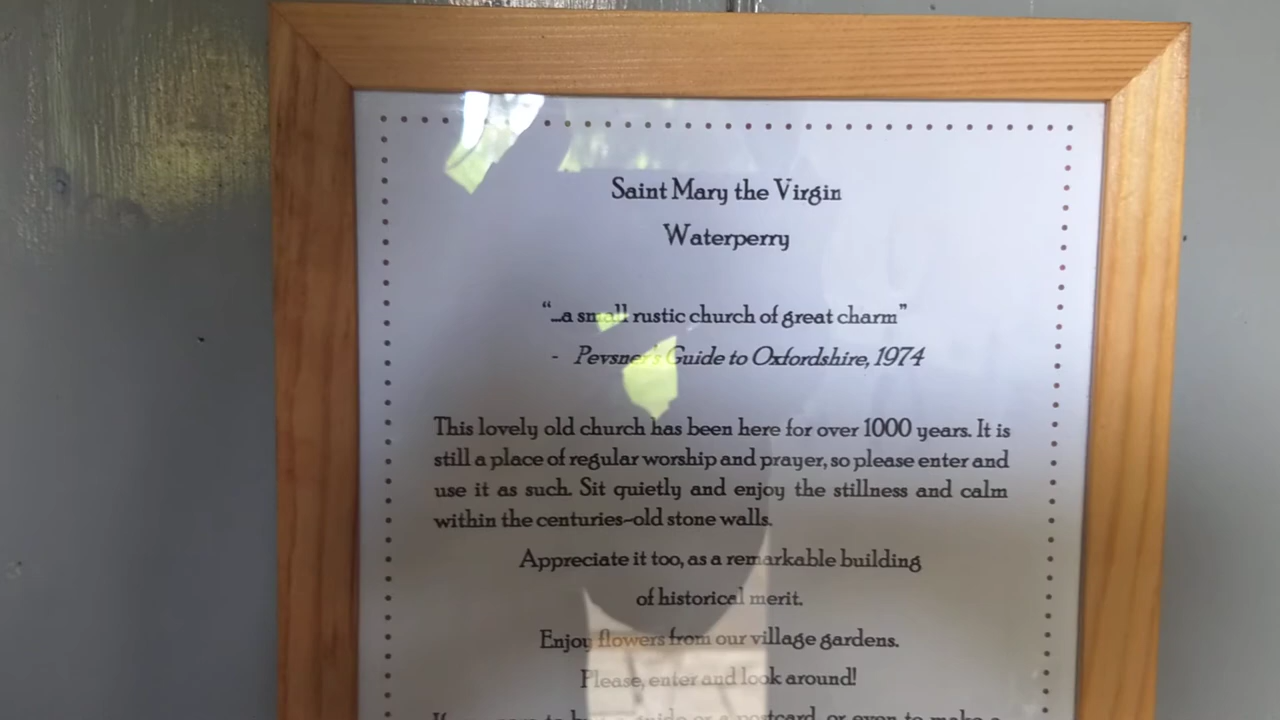 Saint Mary the Virgin
Waterperry
"...a small rustic church of great charm"
- Pevsner's Guide to Oxfordshire, 1974
This lovely old church has been here for over 1000 years. It is
still a place of regular worship and prayer, so please enter and
use it as such. Sit quietly and enjoy the stillness and calm
within the centuries-old stone walls.
Appreciate it too, as a remarkable building
of historical merit.
Enjoy flowers from our village gardens.
Please, enter and look around!